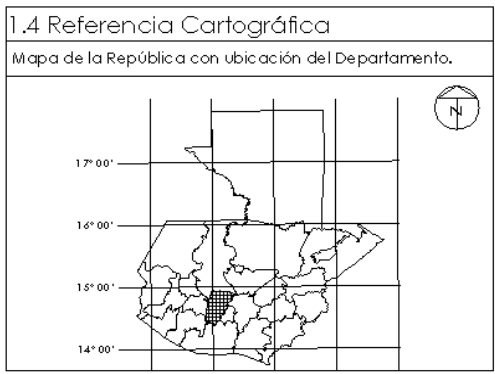 1.4 Referencia Cartográfica
Mapa de la República con ubicación del Departamento.
N
17° 00'
16° 00'
15° 00'
14° 00'